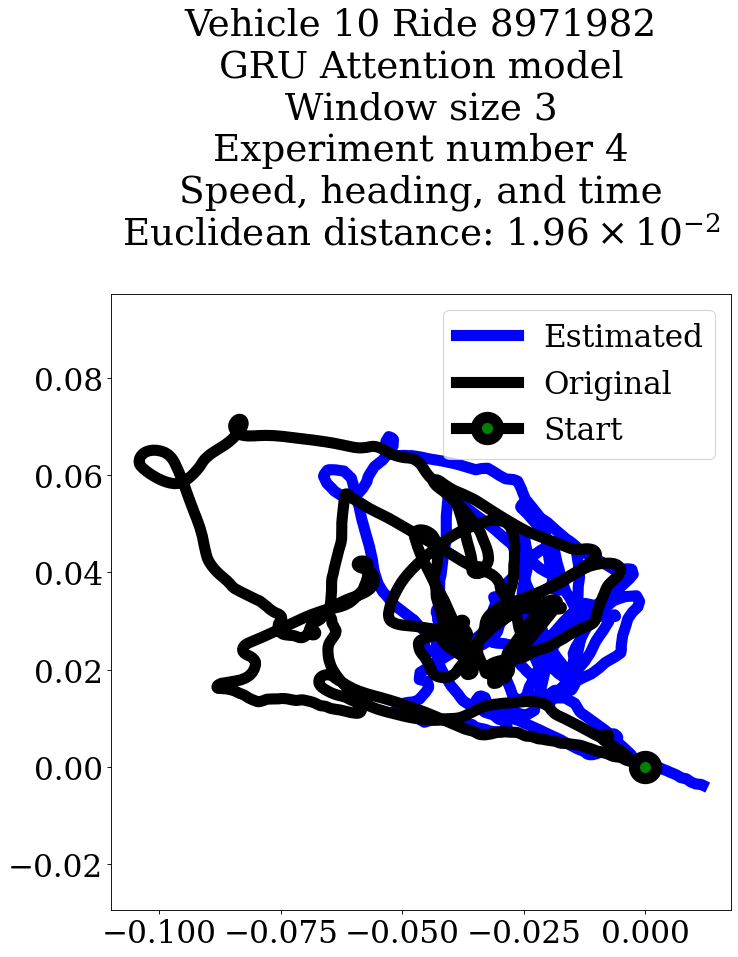 Vehicle 10 Ride 8971982
GRU Attention model
Window size 3
Experiment number 4
Speed, heading, and time
Euclidean distance: 1.96 × 10⁻²
Estimated
Original
Start
0.08
0.06
0.04
0.02
0.00
−0.02
−0.100 −0.075 −0.050 −0.025 0.000